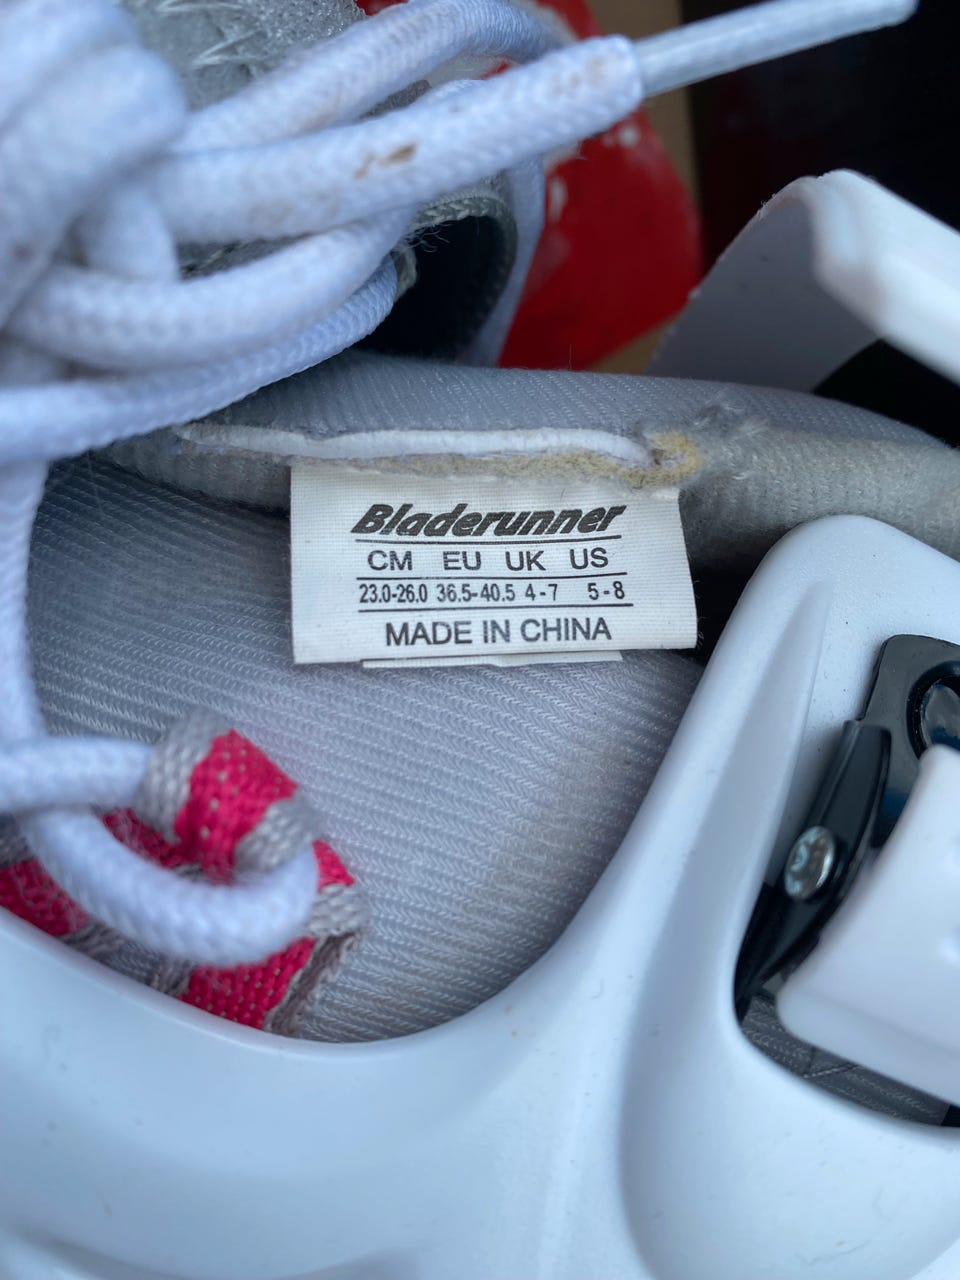 Bladerunner
CM EU UK US
23.0-26.0 36.5-40.5 4-7 5-8
MADE IN CHINA